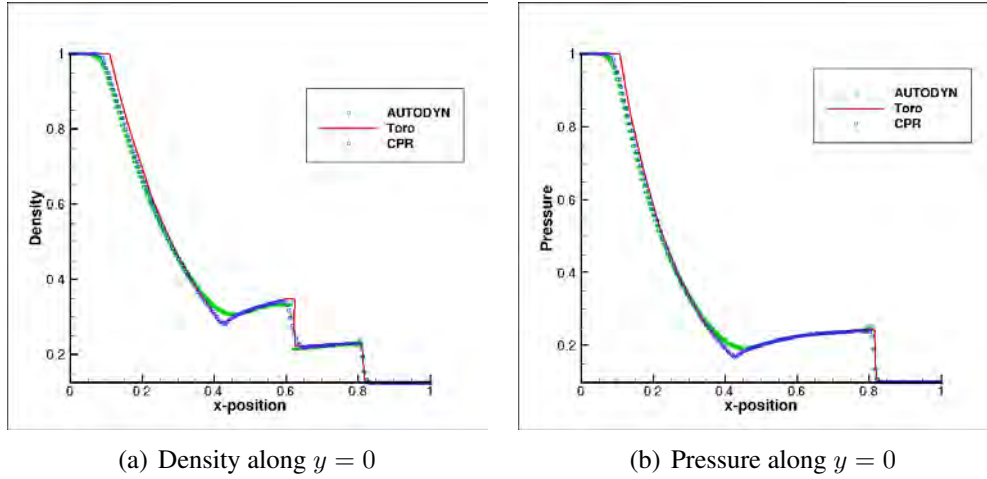 1
0.8
0.6
0.4
0.2
Density
0 0.2 0.4 0.6 0.8 1
x-position
AUTODYN
Toro
CPR
(a) Density along y = 0
1
0.8
0.6
0.4
0.2
Pressure
0 0.2 0.4 0.6 0.8 1
x-position
AUTODYN
Toro
CPR
(b) Pressure along y = 0